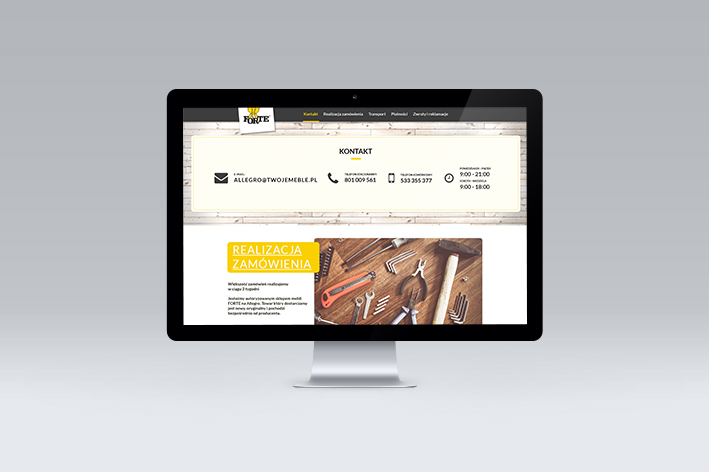 FORTE
Kontakt Realizacja zamówienia Transport Płatności Zwroty i reklamacje
KONTAKT
E-MAIL:
ALLEGRO@TWOJEMEBLE.PL
TELEFON STACJONARNY:
801 009 561
TELEFON KOMÓRKOWY:
533 355 377
PONIEDZIAŁEK - PIĄTEK
9:00 - 21:00
SOBOTA - NIEDZIELA
9:00 - 18:00
REALIZACJA
ZAMÓWIENIA
Większość zamówień realizujemy
w ciągu 2 tygodni
Jesteśmy autoryzowanym sklepem mebli
FORTE na Allegro. Towar który dostarczamy
jest nowy, oryginalny i pochodzi
bezpośrednio od producenta.